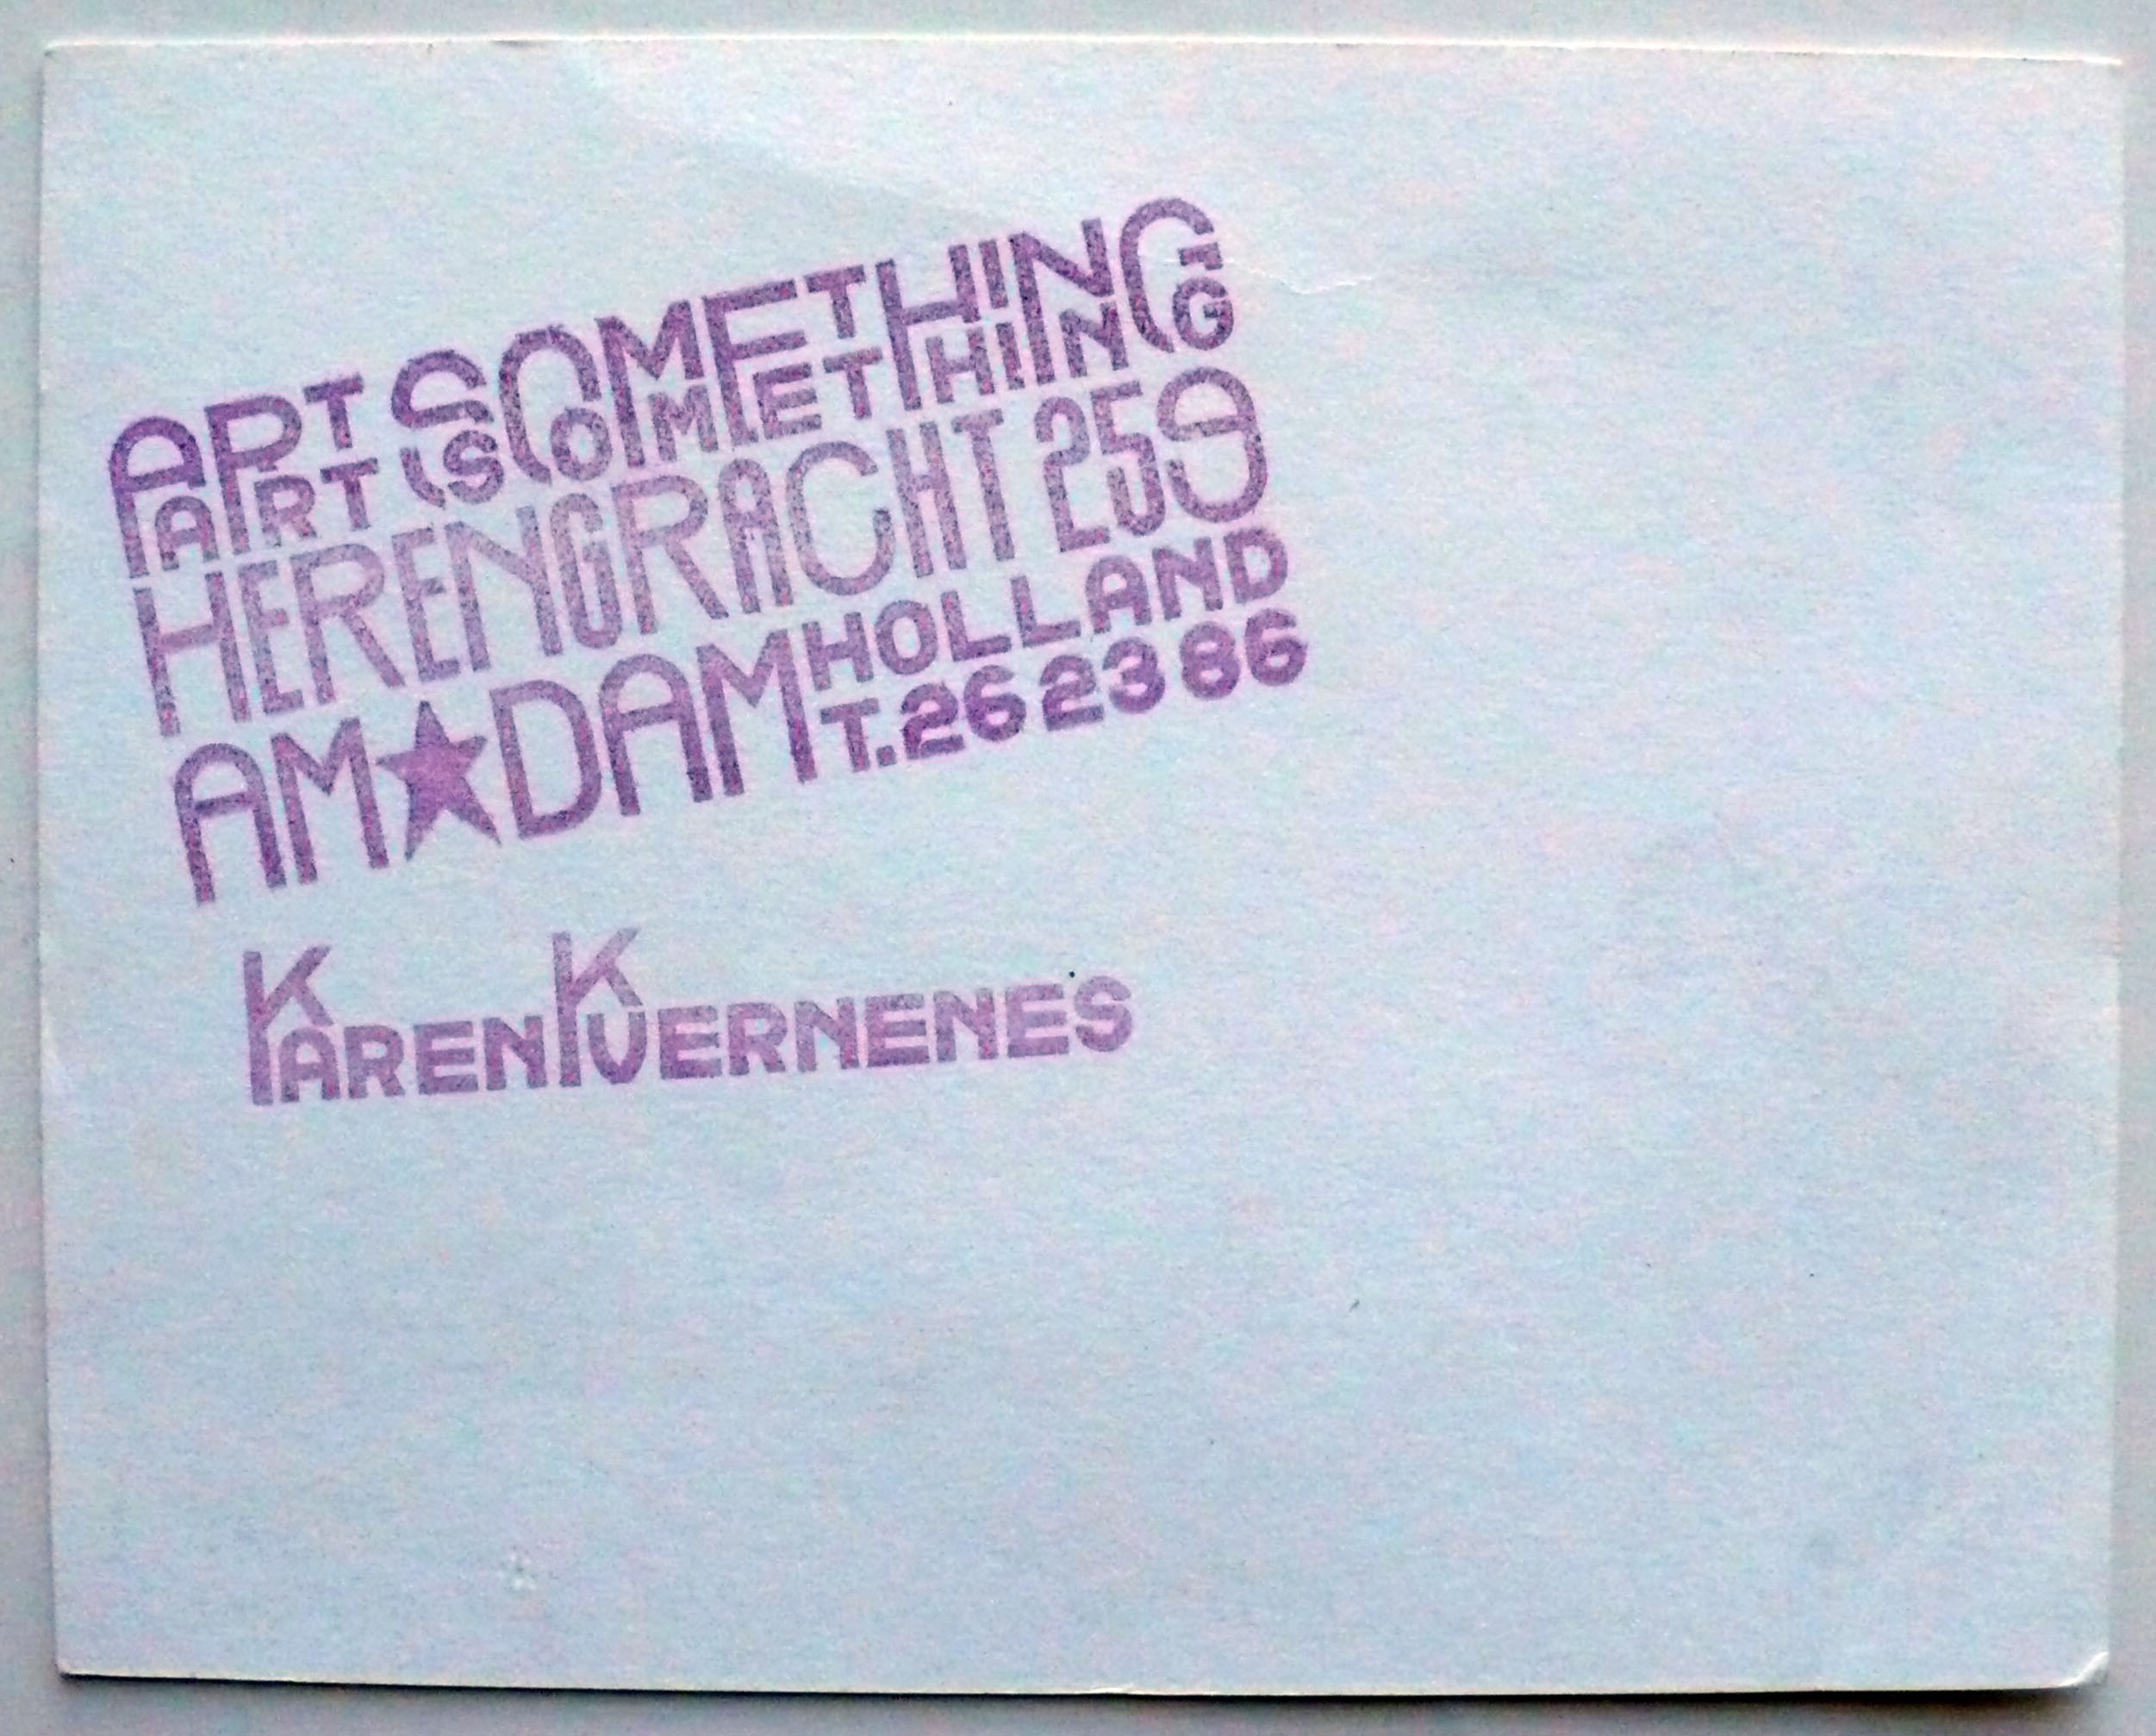 ART SOMETHING
ART SOMETHING
HERENGRACHT 259
AM★DAM HOLLAND
T.26 23 86
KAREN KVERNENES